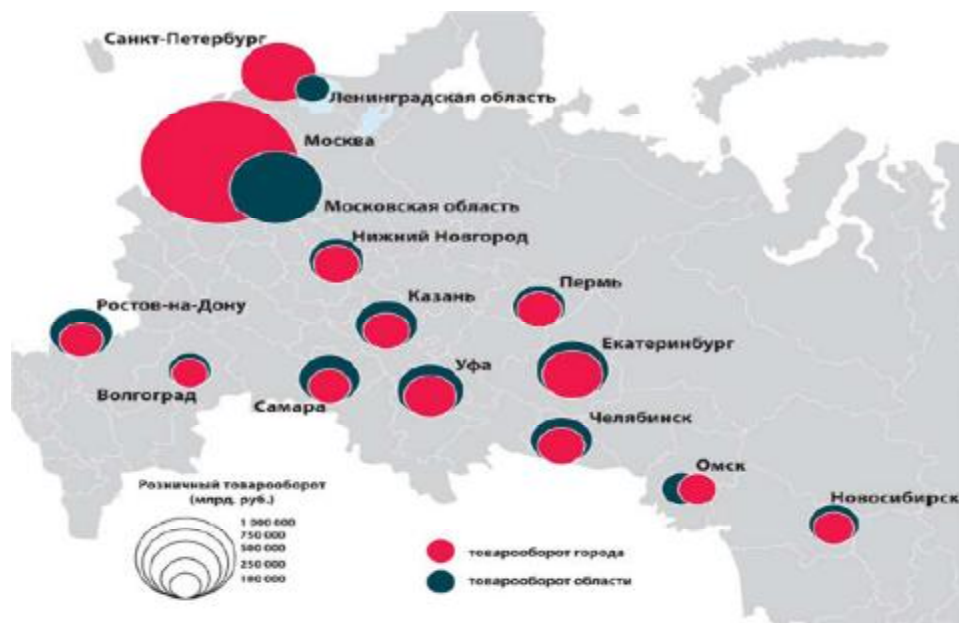 Санкт-Петербург
Ленинградская область
Москва
Московская область
Нижний Новгород
Пермь
Казань
Ростов-на-Дону
Екатеринбург
Уфа
Волгоград
Самара
Челябинск
Омск
Новосибирск
Розничный товарооборот
(млрд. руб.)
1 000 000
750 000
500 000
250 000
100 000
товарооборот города
товарооборот области